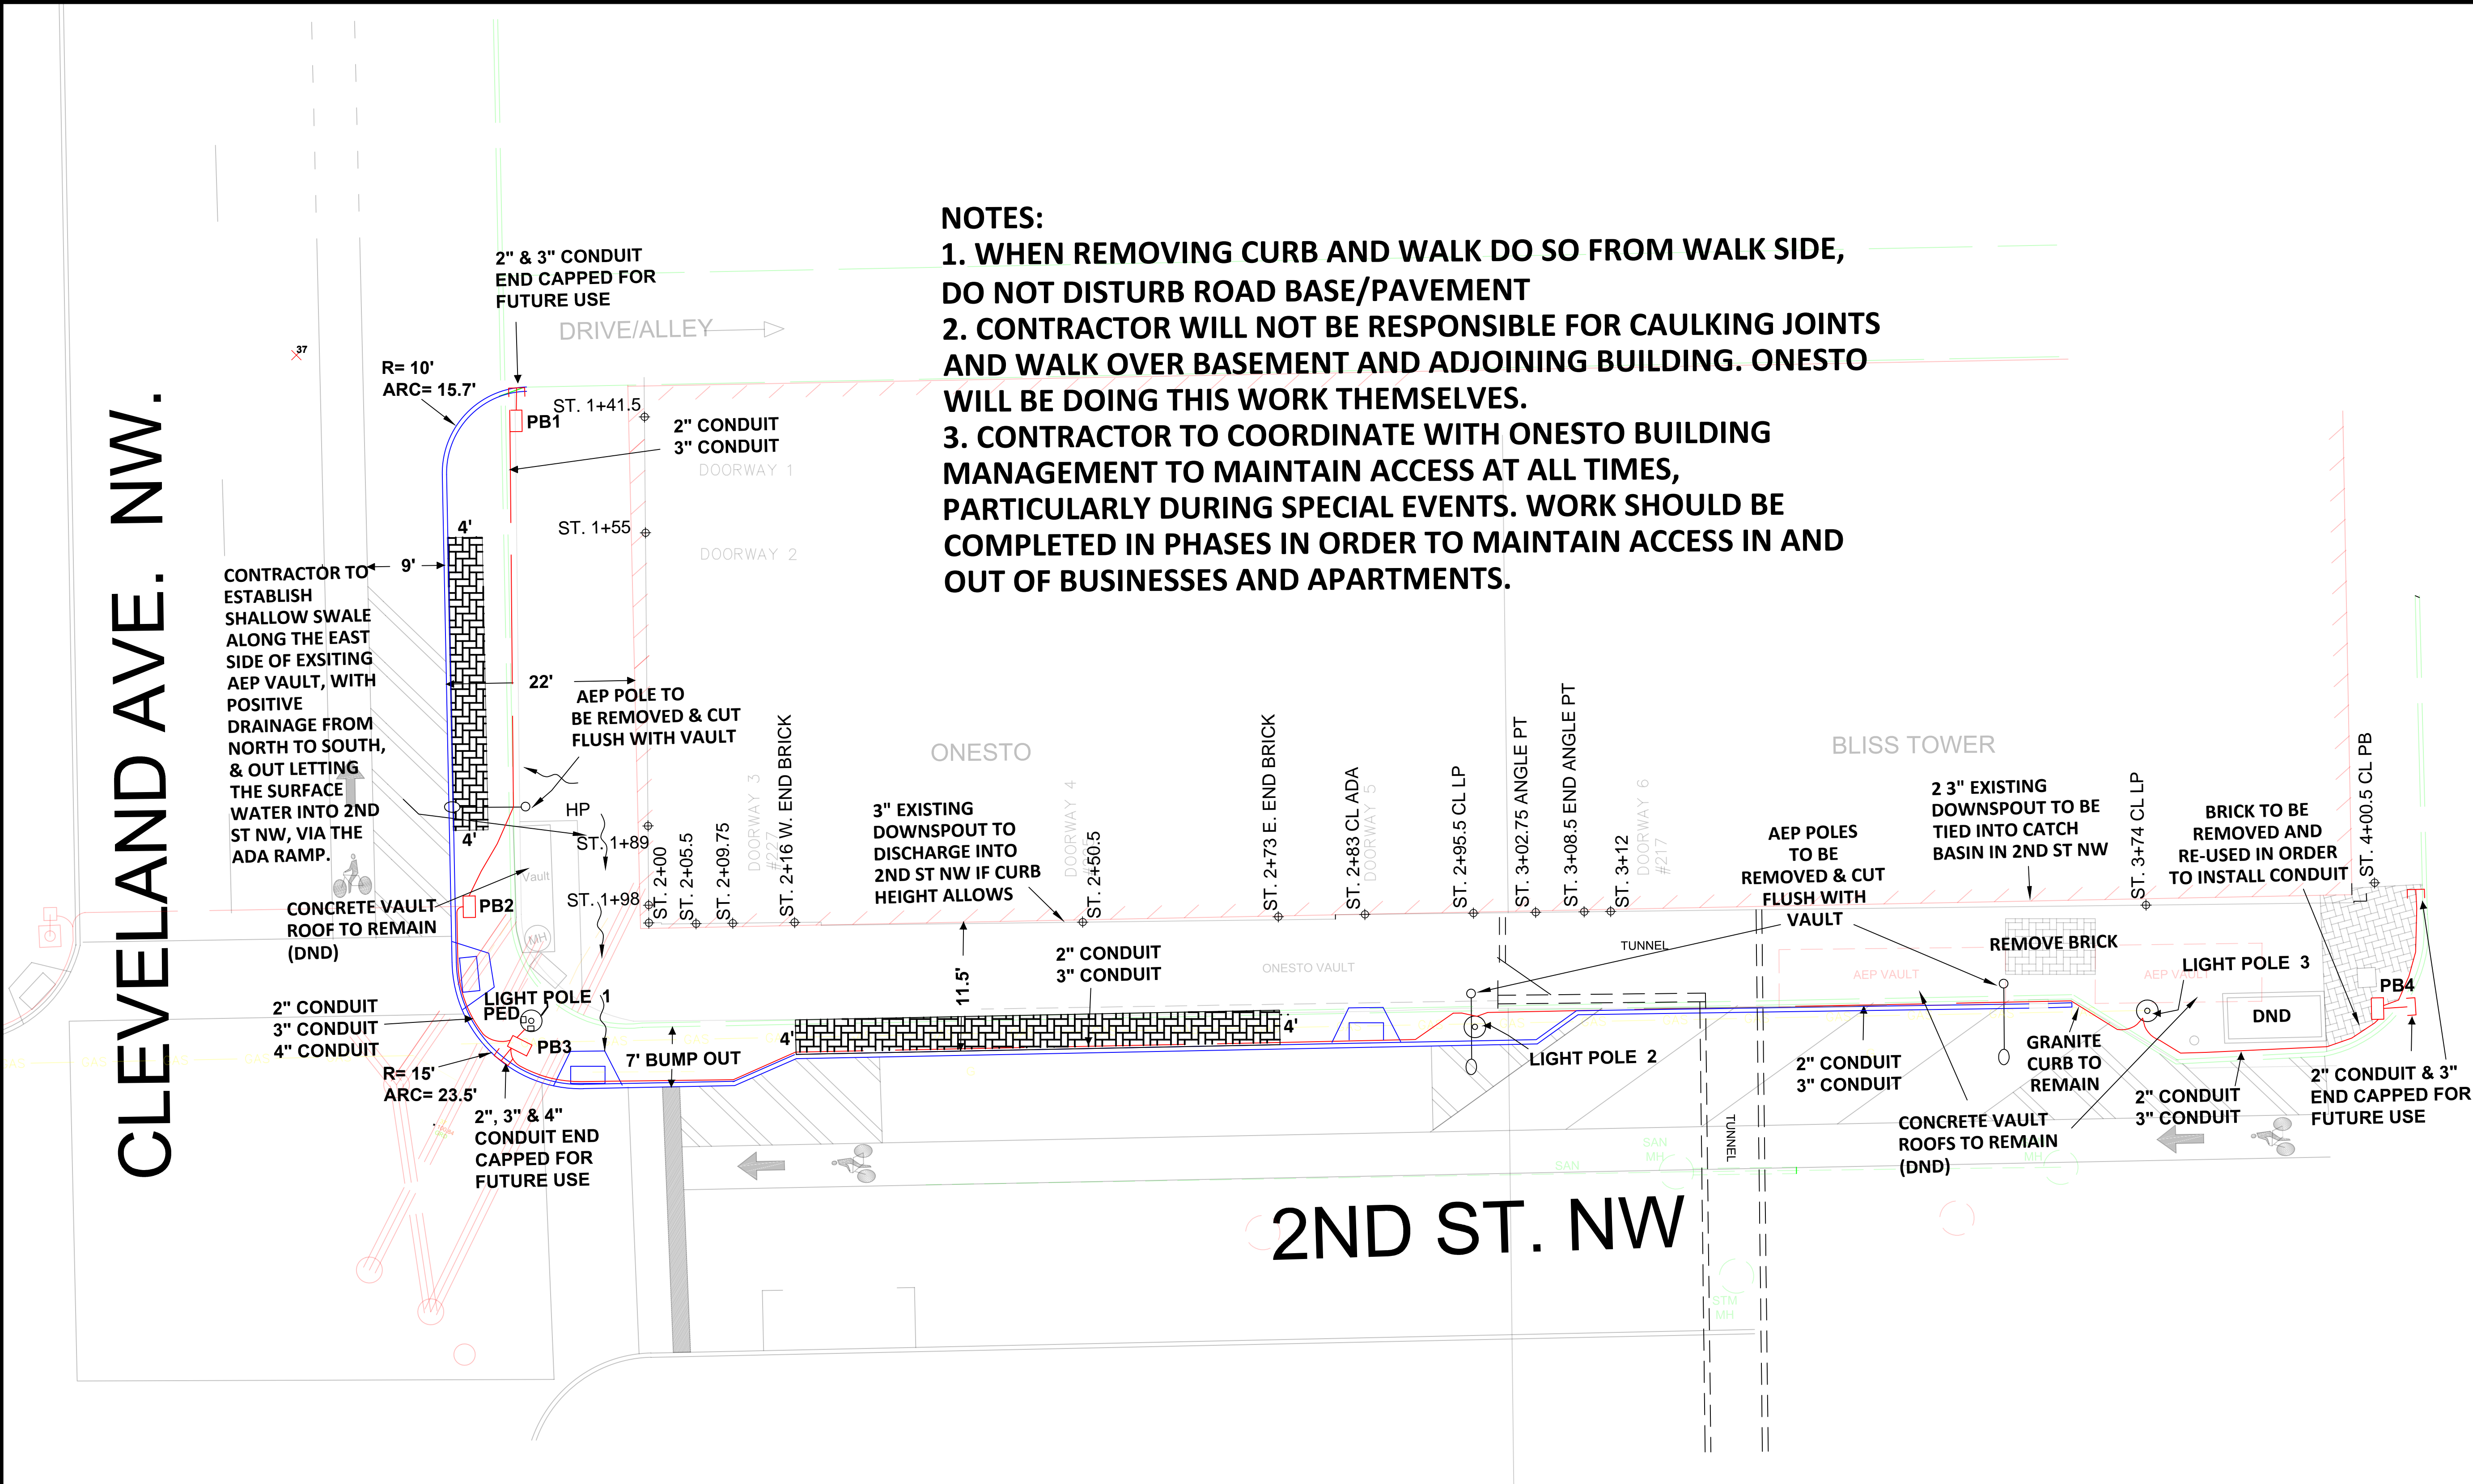 NOTES:
1. WHEN REMOVING CURB AND WALK DO SO FROM WALK SIDE,
DO NOT DISTURB ROAD BASE/PAVEMENT
2. CONTRACTOR WILL NOT BE RESPONSIBLE FOR CAULKING JOINTS
AND WALK OVER BASEMENT AND ADJOINING BUILDING. ONESTO
WILL BE DOING THIS WORK THEMSELVES.
3. CONTRACTOR TO COORDINATE WITH ONESTO BUILDING
MANAGEMENT TO MAINTAIN ACCESS AT ALL TIMES,
PARTICULARLY DURING SPECIAL EVENTS. WORK SHOULD BE
COMPLETED IN PHASES IN ORDER TO MAINTAIN ACCESS IN AND
OUT OF BUSINESSES AND APARTMENTS.
CLEVELAND AVE. NW.
2" & 3" CONDUIT
END CAPPED FOR
FUTURE USE
DRIVE/ALLEY
37
R= 10'
ARC= 15.7'
ST. 1+41.5
PB1
2" CONDUIT
3" CONDUIT
DOORWAY 1
4'
ST. 1+55
DOORWAY 2
9'
CONTRACTOR TO
ESTABLISH
SHALLOW SWALE
ALONG THE EAST
SIDE OF EXSITING
AEP VAULT, WITH
POSITIVE
DRAINAGE FROM
NORTH TO SOUTH,
& OUT LETTING
THE SURFACE
WATER INTO 2ND
ST NW, VIA THE
ADA RAMP.
22'
AEP POLE TO
BE REMOVED & CUT
FLUSH WITH VAULT
HP
4'
ST. 1+89
Vault
ST. 1+98
CONCRETE VAULT
ROOF TO REMAIN
(DND)
PB2
MH
ST. 2+00
ST. 2+05.5
ST. 2+09.75
DOORWAY 3
#227
ST. 2+16 W. END BRICK
ONESTO
3" EXISTING
DOWNSPOUT TO
DISCHARGE INTO
2ND ST NW IF CURB
HEIGHT ALLOWS
DOORWAY 4
ST. 2+50.5
ST. 2+73 E. END BRICK
ST. 2+83 CL ADA
DOORWAY 5
ST. 2+95.5 CL LP
ST. 3+02.75 ANGLE PT
ST. 3+08.5 END ANGLE PT
ST. 3+12
DOORWAY 6
#217
BLISS TOWER
AEP POLES
TO BE
REMOVED & CUT
FLUSH WITH
VAULT
2 3" EXISTING
DOWNSPOUT TO BE
TIED INTO CATCH
BASIN IN 2ND ST NW
ST. 3+74 CL LP
BRICK TO BE
REMOVED AND
RE-USED IN ORDER
TO INSTALL CONDUIT
ST. 4+00.5 CL PB
2" CONDUIT
3" CONDUIT
4" CONDUIT
LIGHT POLE 1
PED
PB3
R= 15'
ARC= 23.5'
2", 3" & 4"
CONDUIT END
CAPPED FOR
FUTURE USE
7' BUMP OUT
4'
11.5'
2" CONDUIT
3" CONDUIT
4'
ONESTO VAULT
TUNNEL
LIGHT POLE 2
AEP VAULT
REMOVE BRICK
AEP VAULT
LIGHT POLE 3
DND
PB4
2" CONDUIT
3" CONDUIT
GRANITE
CURB TO
REMAIN
CONCRETE VAULT
ROOFS TO REMAIN
(DND)
2" CONDUIT
3" CONDUIT
2" CONDUIT & 3"
END CAPPED FOR
FUTURE USE
TUNNEL
SAN
SAN
MH
MH
2ND ST. NW
STM
MH